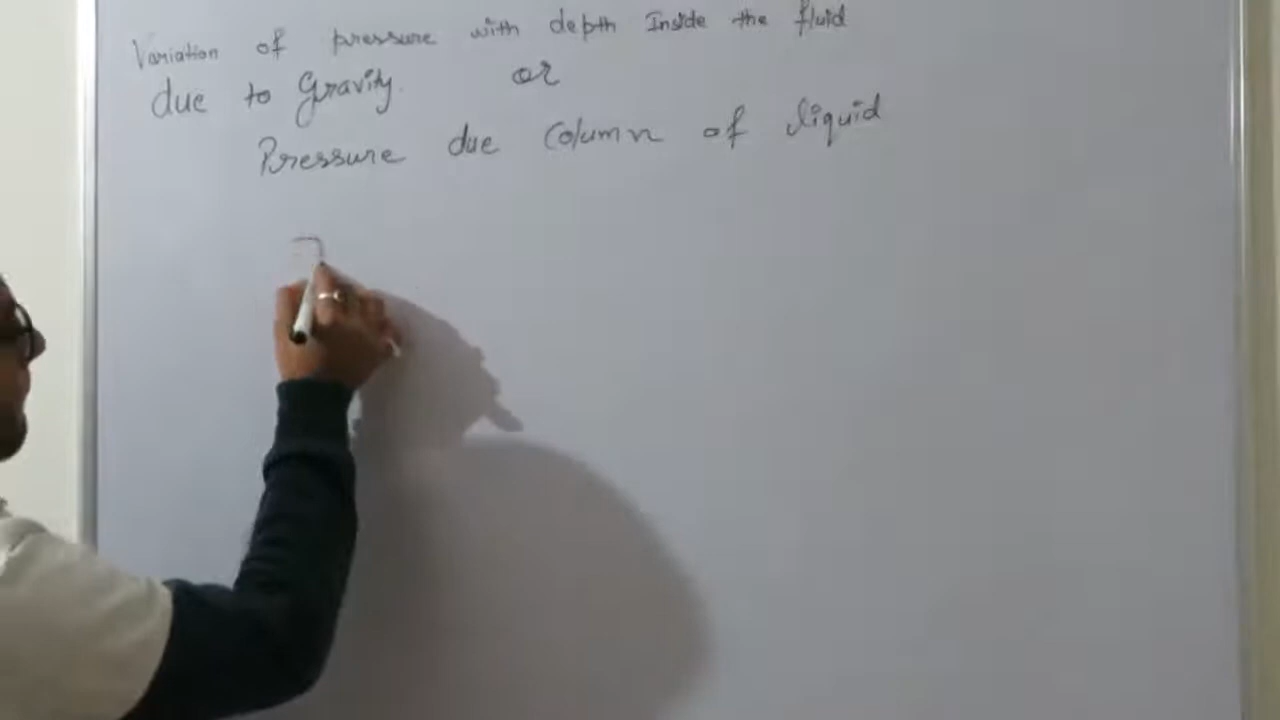 Variation of pressure with depth Inside the fluid
due to Gravity. or
Pressure due Column of liquid